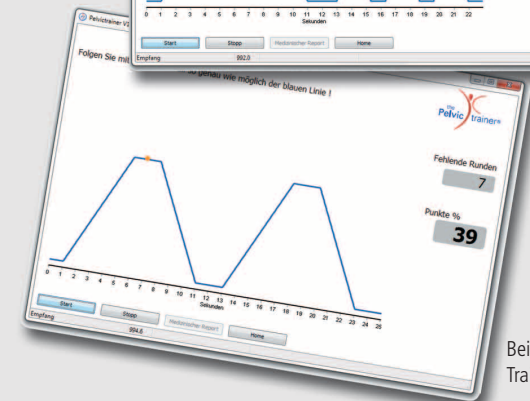 0 1 2 3 4 5 6 7 8 9 10 11 12 13 14 15 16 17 18 19 20 21 22
Sekunden
Start Stopp Medizinischer Report Home
Empfang 892.0
Pelvictrainer V1
Folgen Sie mit
so genau wie möglich der blauen Linie !
the
Pelvic trainer®
Fehlende Runden
7
Punkte %
39
0 1 2 3 4 5 6 7 8 9 10 11 12 13 14 15 16 17 18 19 20 21 22 23 24 25
Sekunden
Start Stopp Medizinischer Report Home
Empfang 994.8
Bei
Tra